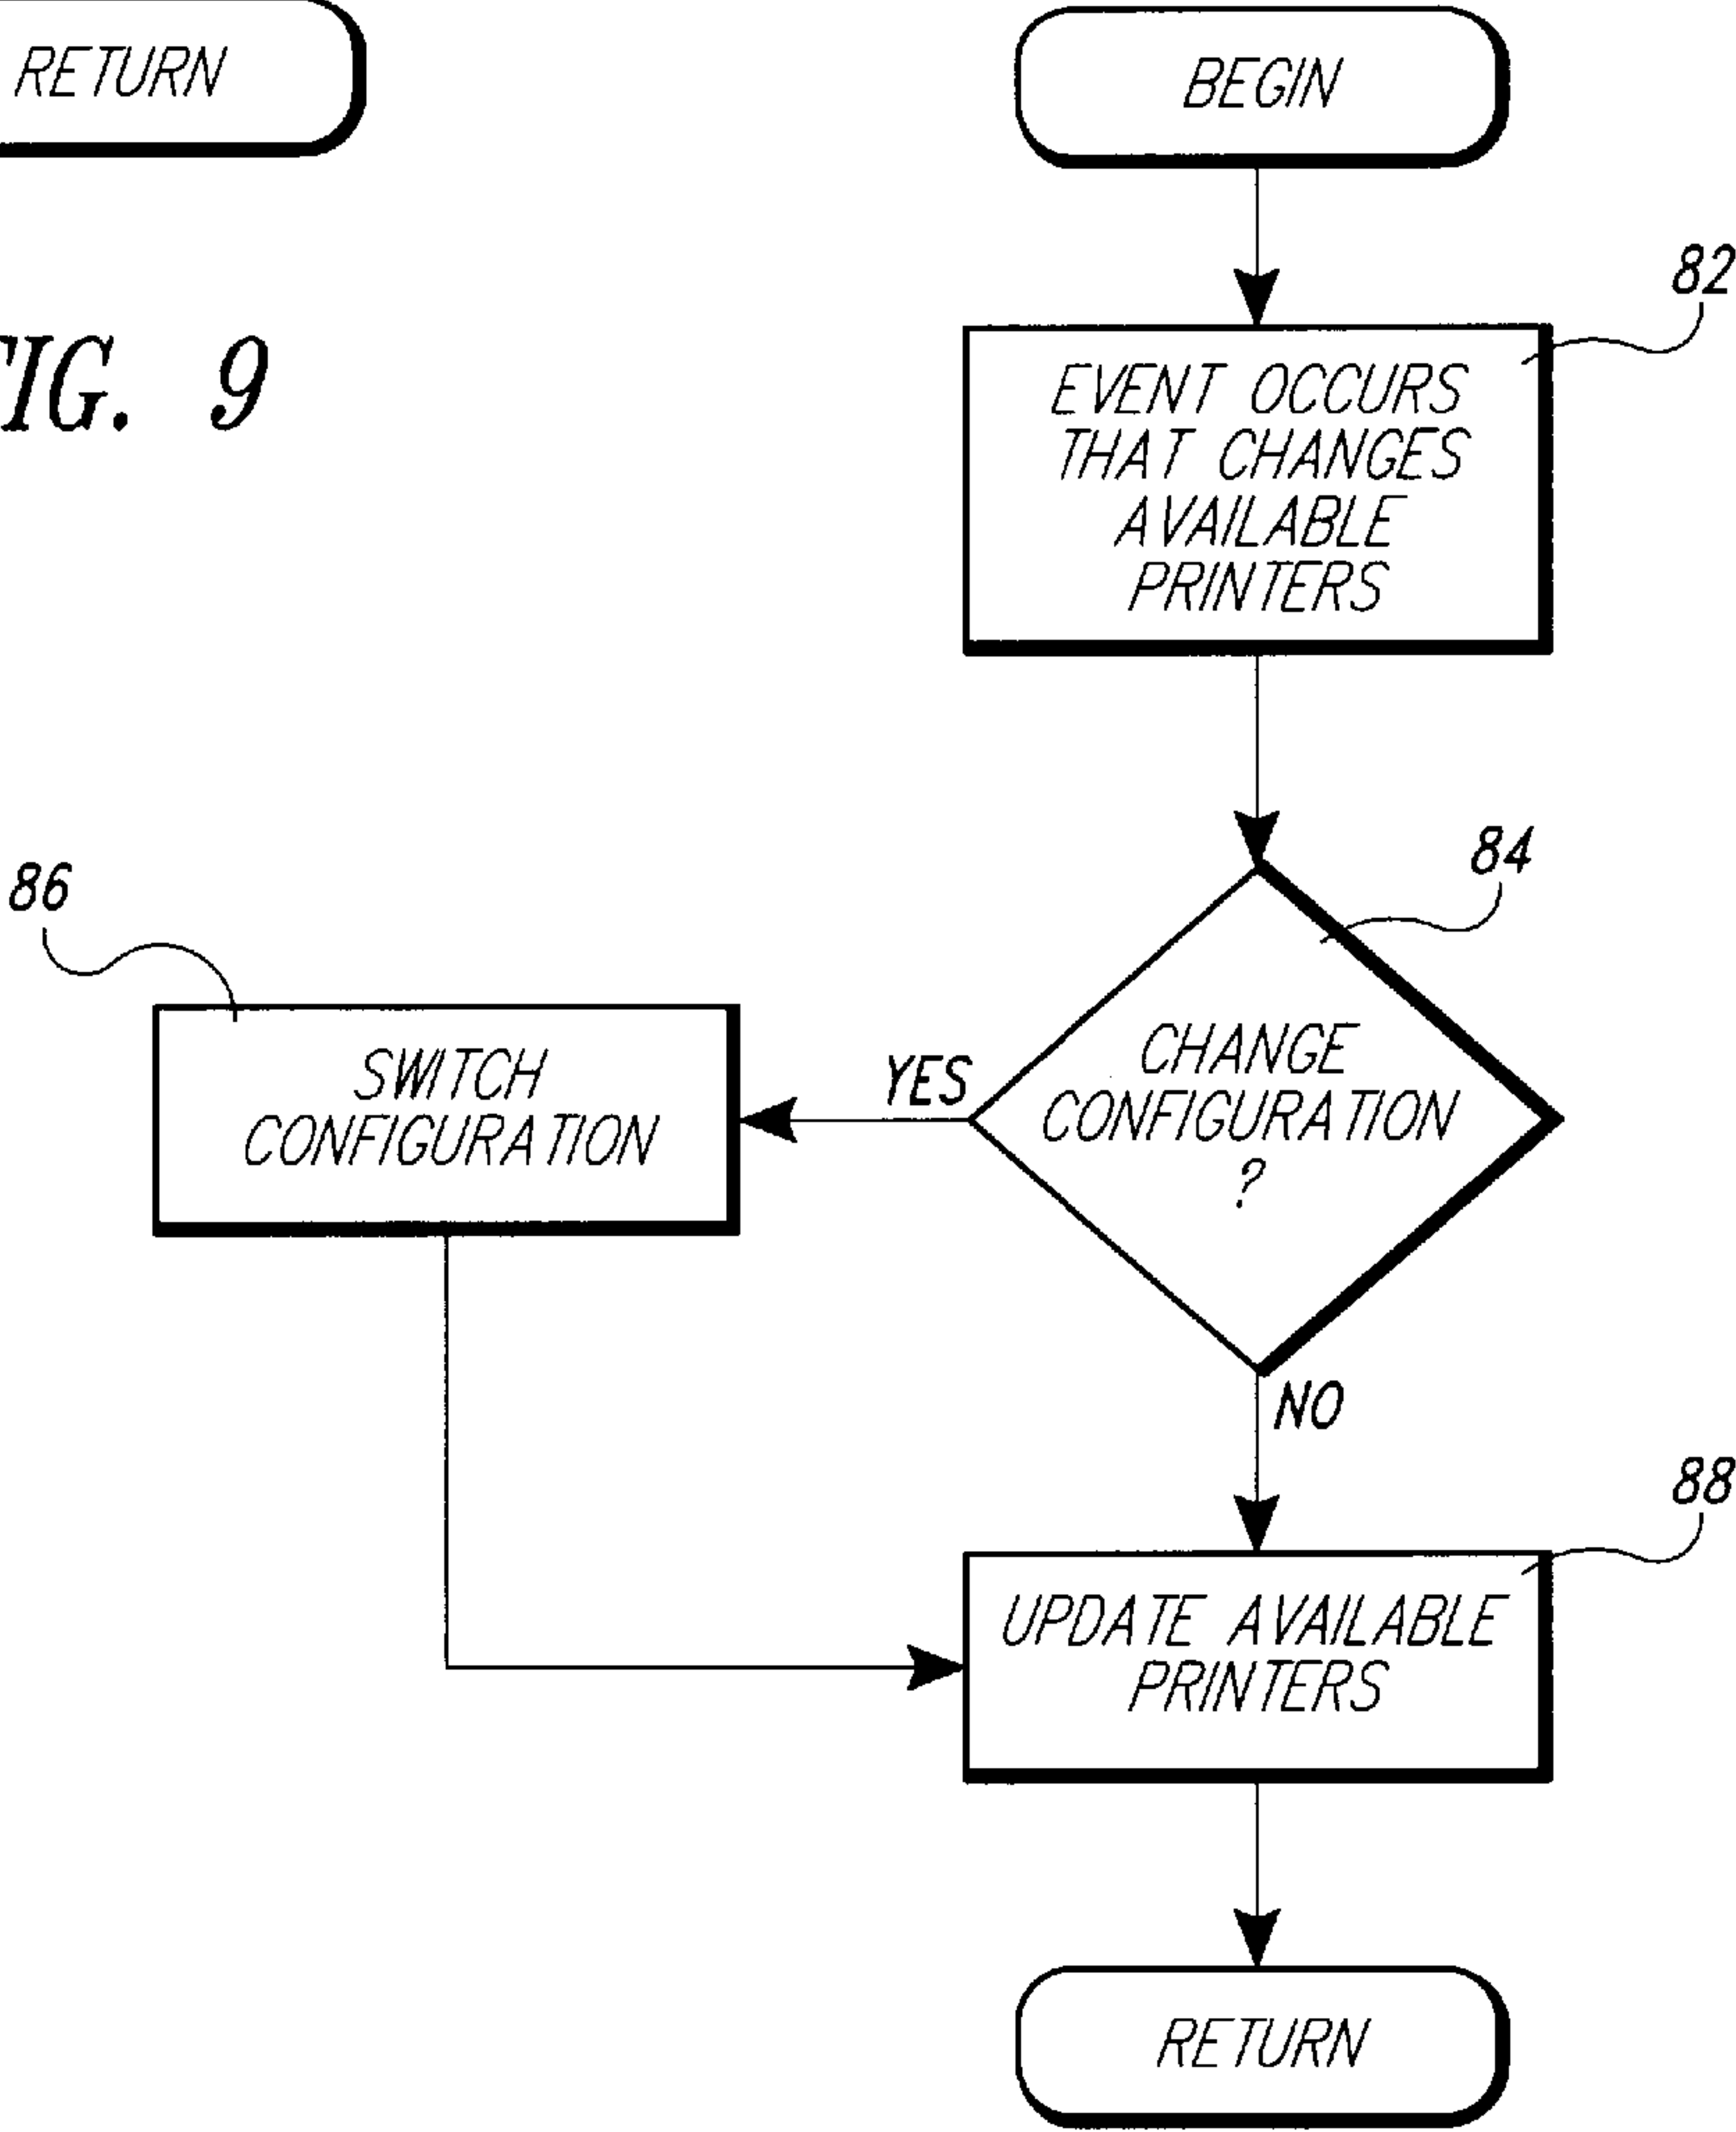 RETURN
FIG. 9
BEGIN
82
EVENT OCCURS
THAT CHANGES
AVAILABLE
PRINTERS
84
CHANGE
CONFIGURATION
?
YES
86
SWITCH
CONFIGURATION
NO
88
UPDATE AVAILABLE
PRINTERS
RETURN